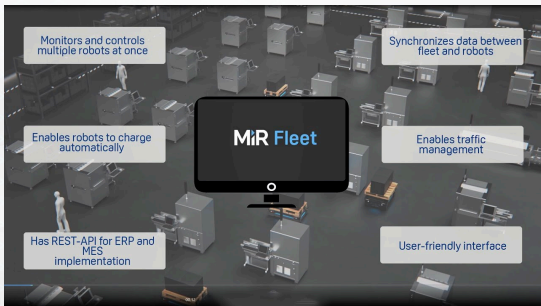 Monitors and controls
multiple robots at once
Synchronizes data between
fleet and robots
Enables robots to charge
automatically
MiR Fleet
Enables traffic
management
Has REST-API for ERP and
MES
implementation
User-friendly interface